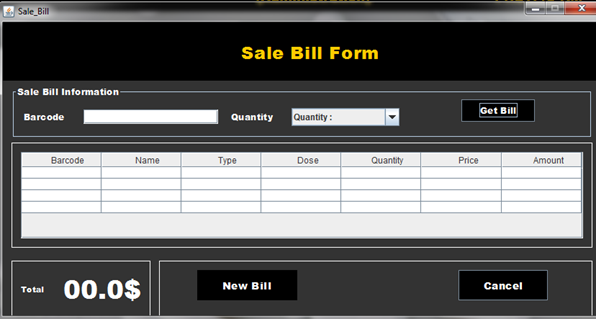 Sale_Bill
Sale Bill Form
Sale Bill Information
Barcode Quantity Quantity : Get Bill
Barcode Name Type Dose Quantity Price Amount
Total 00.0$ New Bill Cancel